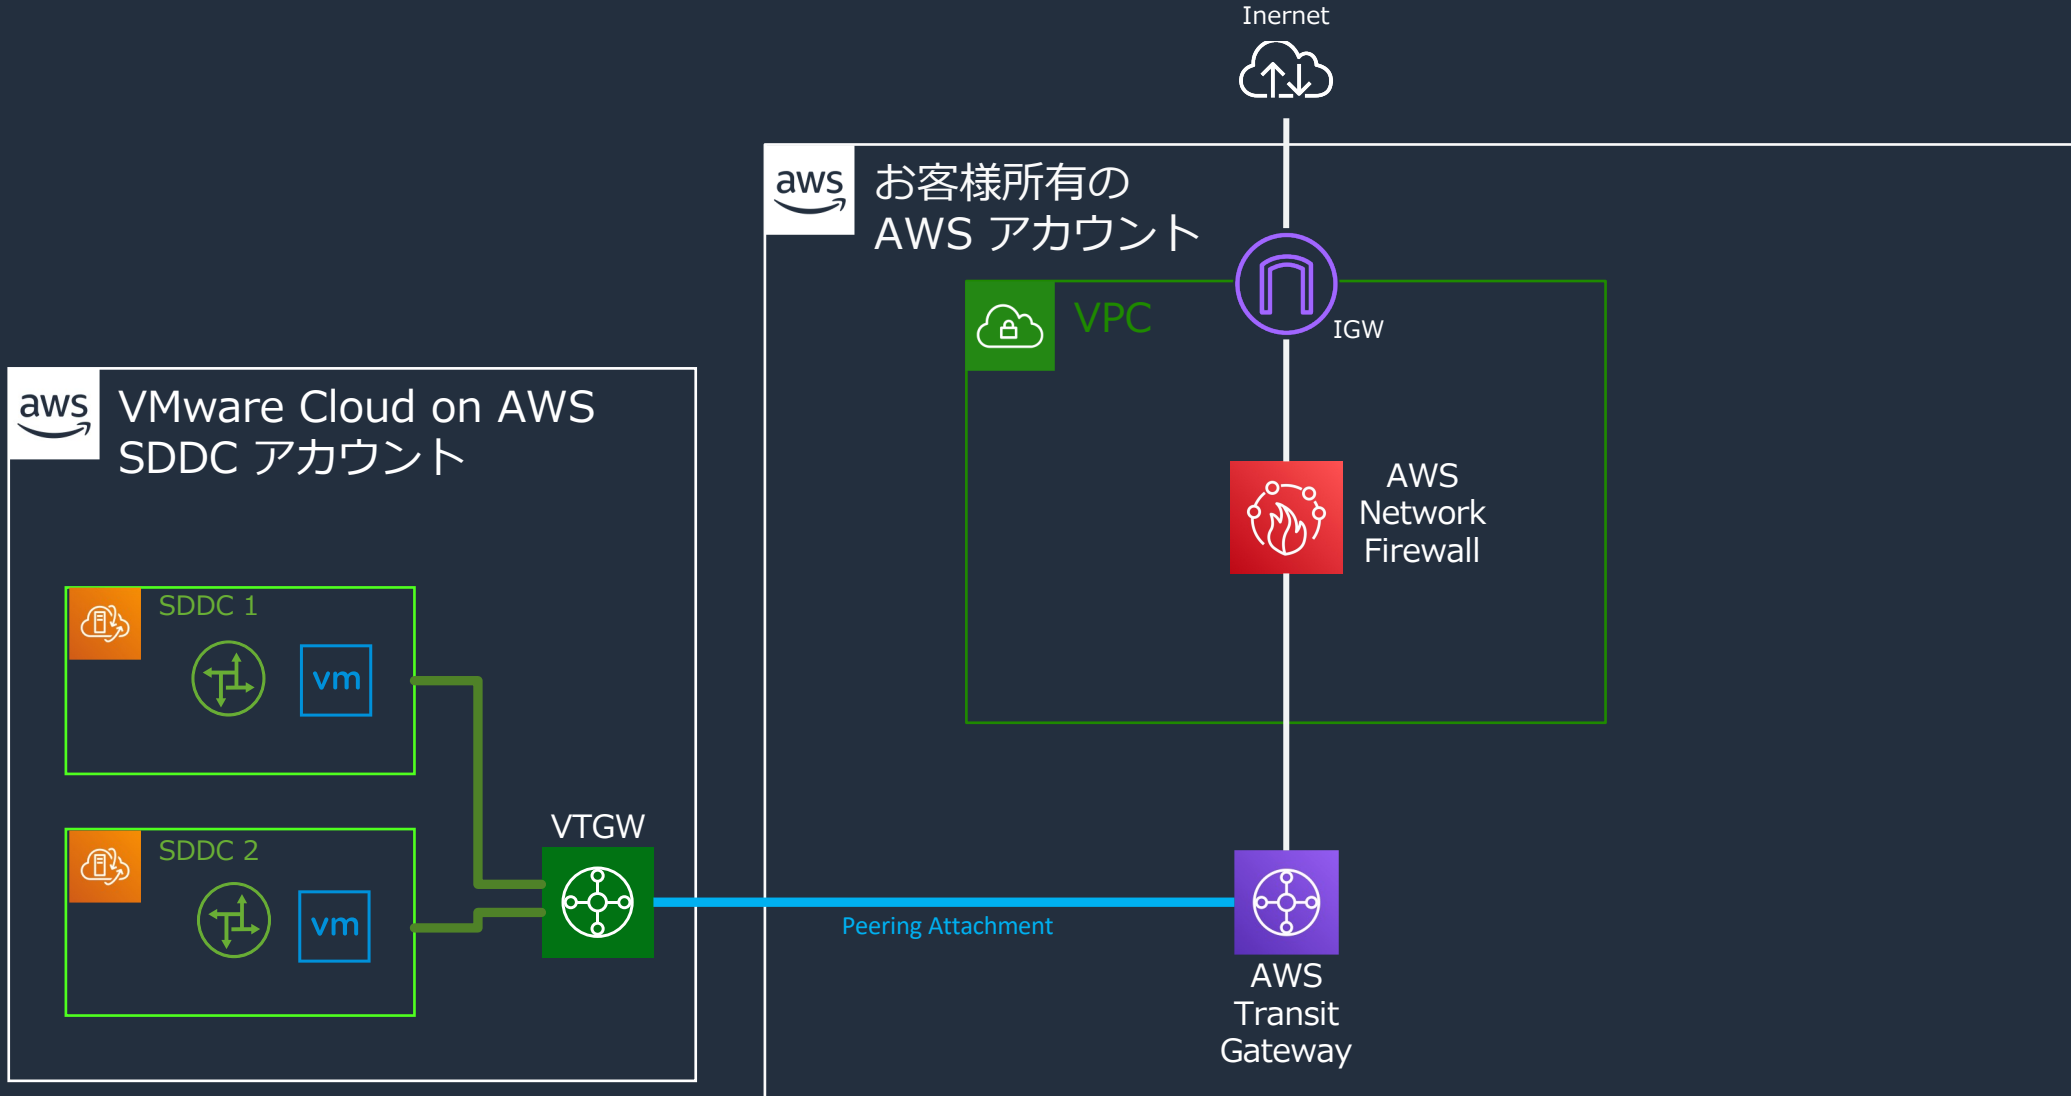 Inernet
aws
お客様所有の
AWS アカウント
VPC
IGW
aws
VMware Cloud on AWS
SDDC アカウント
AWS
Network
Firewall
SDDC 1
vm
VTGW
SDDC 2
vm
Peering Attachment
AWS
Transit
Gateway